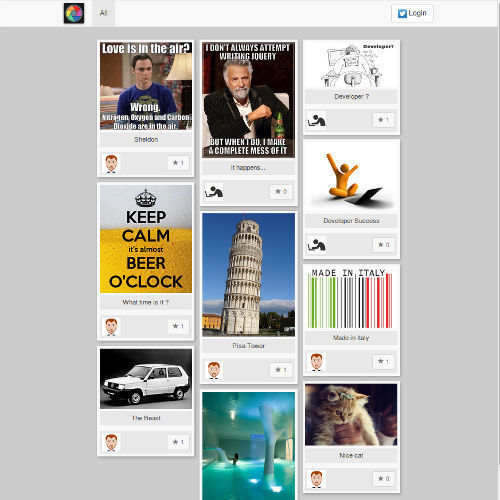 All
Login
Love is in the air?
Wrong.
Nitrogen, Oxygen and Carbon
Dioxide are in the air.
Sheldon
1
I DON'T ALWAYS ATTEMPT
WRITING JQUERY
BUT WHEN I DO, I MAKE
A COMPLETE MESS OF IT
It happens...
0
Developer?
Developer ?
1
Developer Success
0
KEEP
CALM
it's almost
BEER
O'CLOCK
What time is it ?
1
Pisa Tower
1
MADE IN ITALY
Made in Italy
1
The Beast
1
Nice cat
0